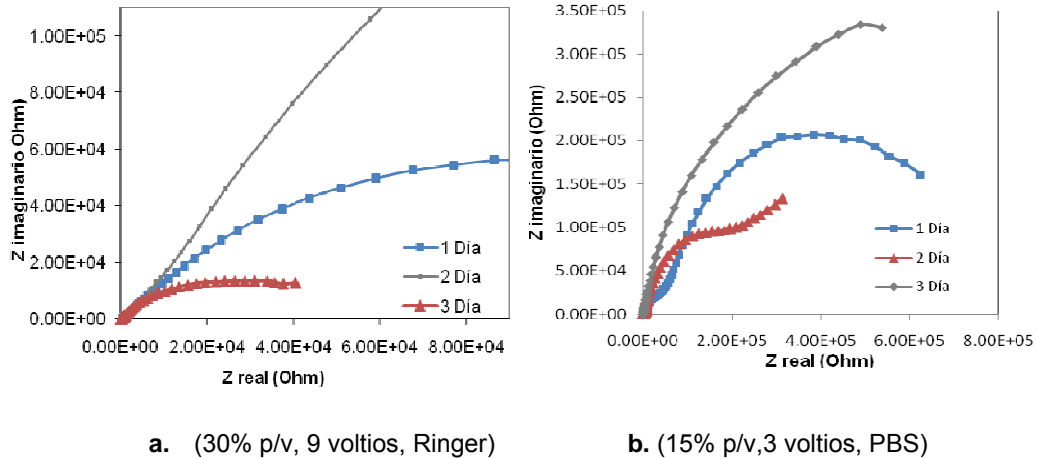 1.00E+05
8.00E+04
6.00E+04
4.00E+04
2.00E+04
0.00E+00
Z imaginario Ohm)
0.00E+00 2.00E+04 4.00E+04 6.00E+04 8.00E+04
Z real (Ohm)
1 Día
2 Día
3 Día
a. (30% p/v, 9 voltios, Ringer)
3.50E+05
3.00E+05
2.50E+05
2.00E+05
1.50E+05
1.00E+05
5.00E+04
0.00E+00
Z imaginario (Ohm)
0.00E+00 2.00E+05 4.00E+05 6.00E+05 8.00E+05
Z real (Ohm)
1 Día
2 Día
3 Día
b. (15% p/v,3 voltios, PBS)